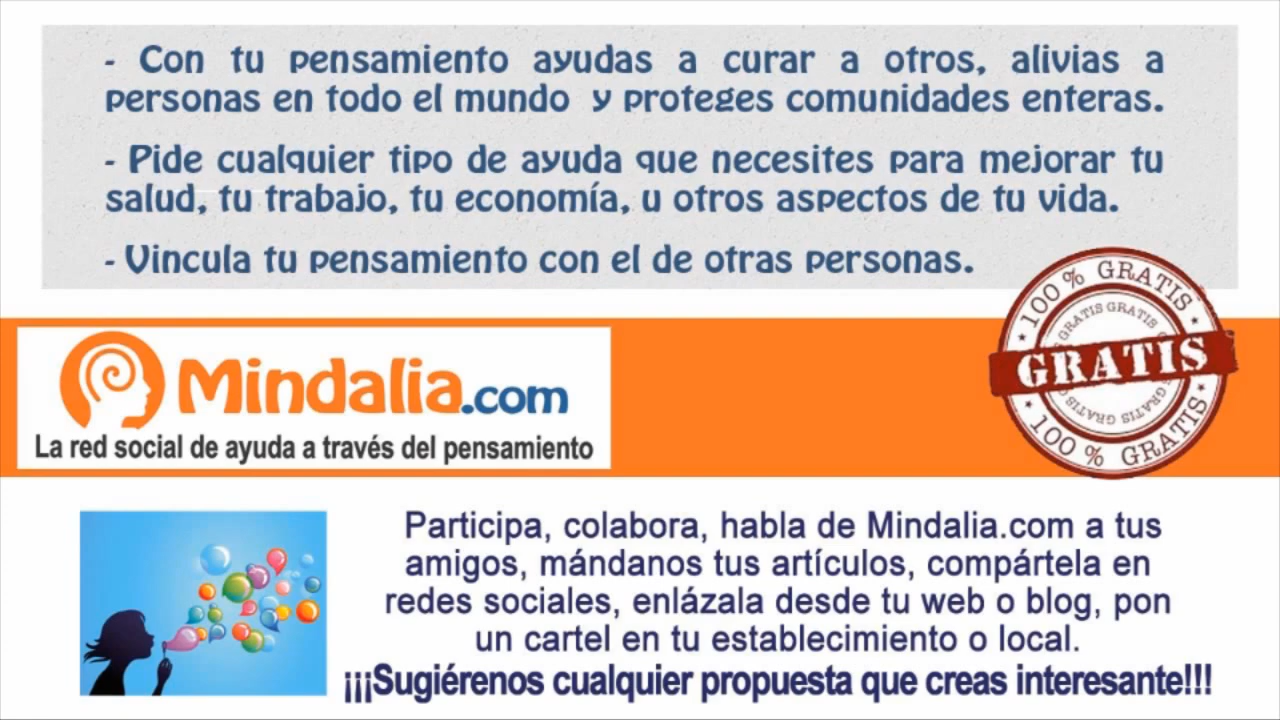 - Con tu pensamiento ayudas a curar a otros, alivias a
personas en todo el mundo y proteges comunidades enteras.
- Pide cualquier tipo de ayuda que necesites para mejorar tu
salud, tu trabajo, tu economía, u otros aspectos de tu vida.
- Vincula tu pensamiento con el de otras personas.
100 % GRATIS
GRATIS GRATIS
GRATIS
GRATIS GRATIS
100 % GRATIS
Mindalia.com
La red social de ayuda a través del pensamiento
Participa, colabora, habla de Mindalia.com a tus
amigos, mándanos tus artículos, compártela en
redes sociales, enlázala desde tu web o blog, pon
un cartel en tu establecimiento o local.
¡¡¡Sugiérenos cualquier propuesta que creas interesante!!!